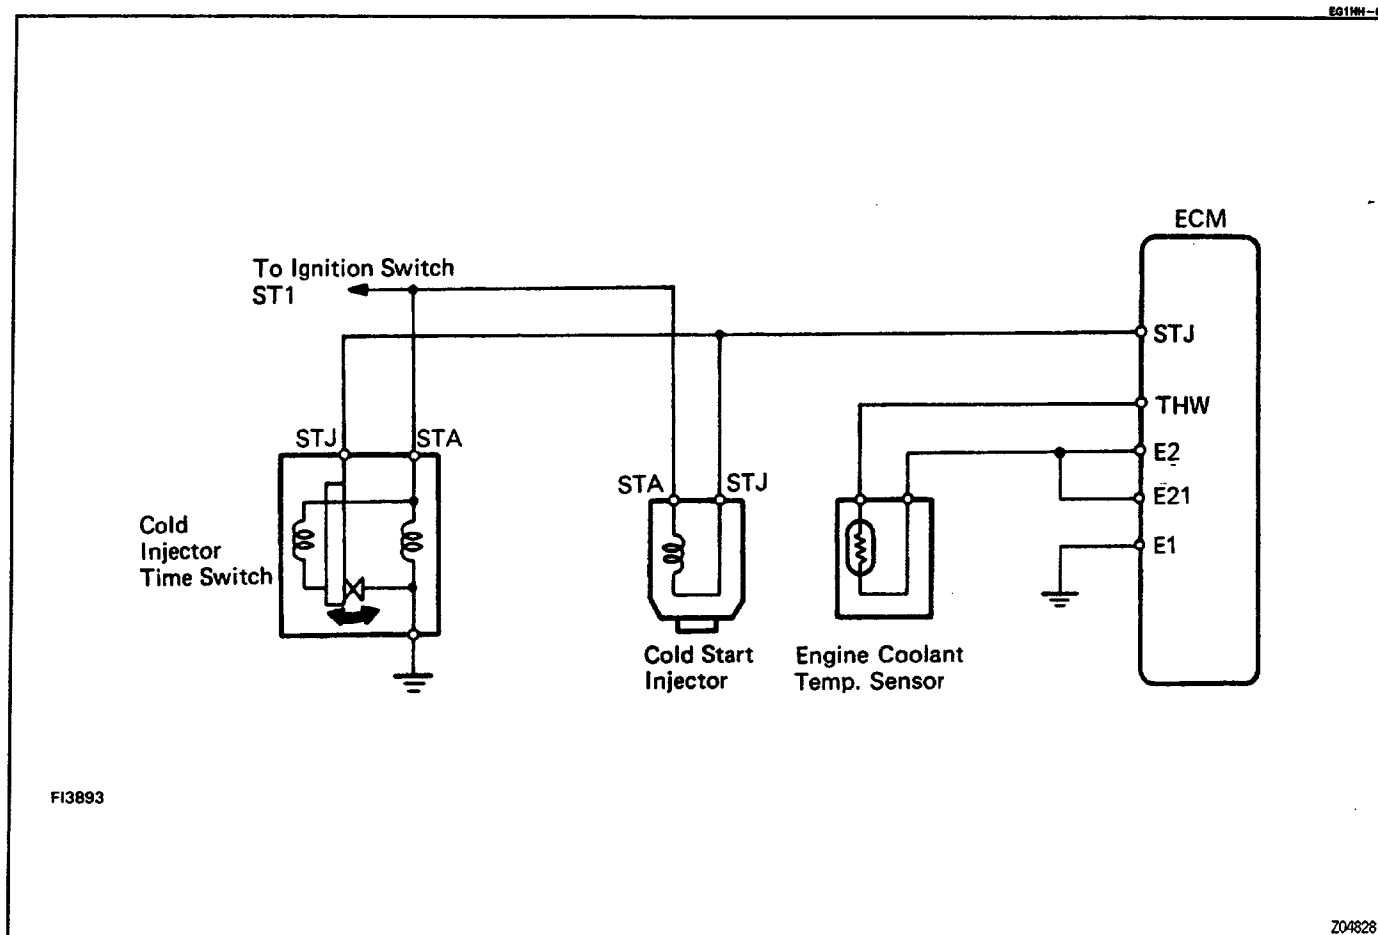 ECM
To Ignition Switch
ST1
STJ
THW
STJ
STA
E2
STA
STJ
E21
Cold
Injector
Time Switch
E1
Cold Start
Injector
Engine Coolant
Temp. Sensor
FI3893
Z04828